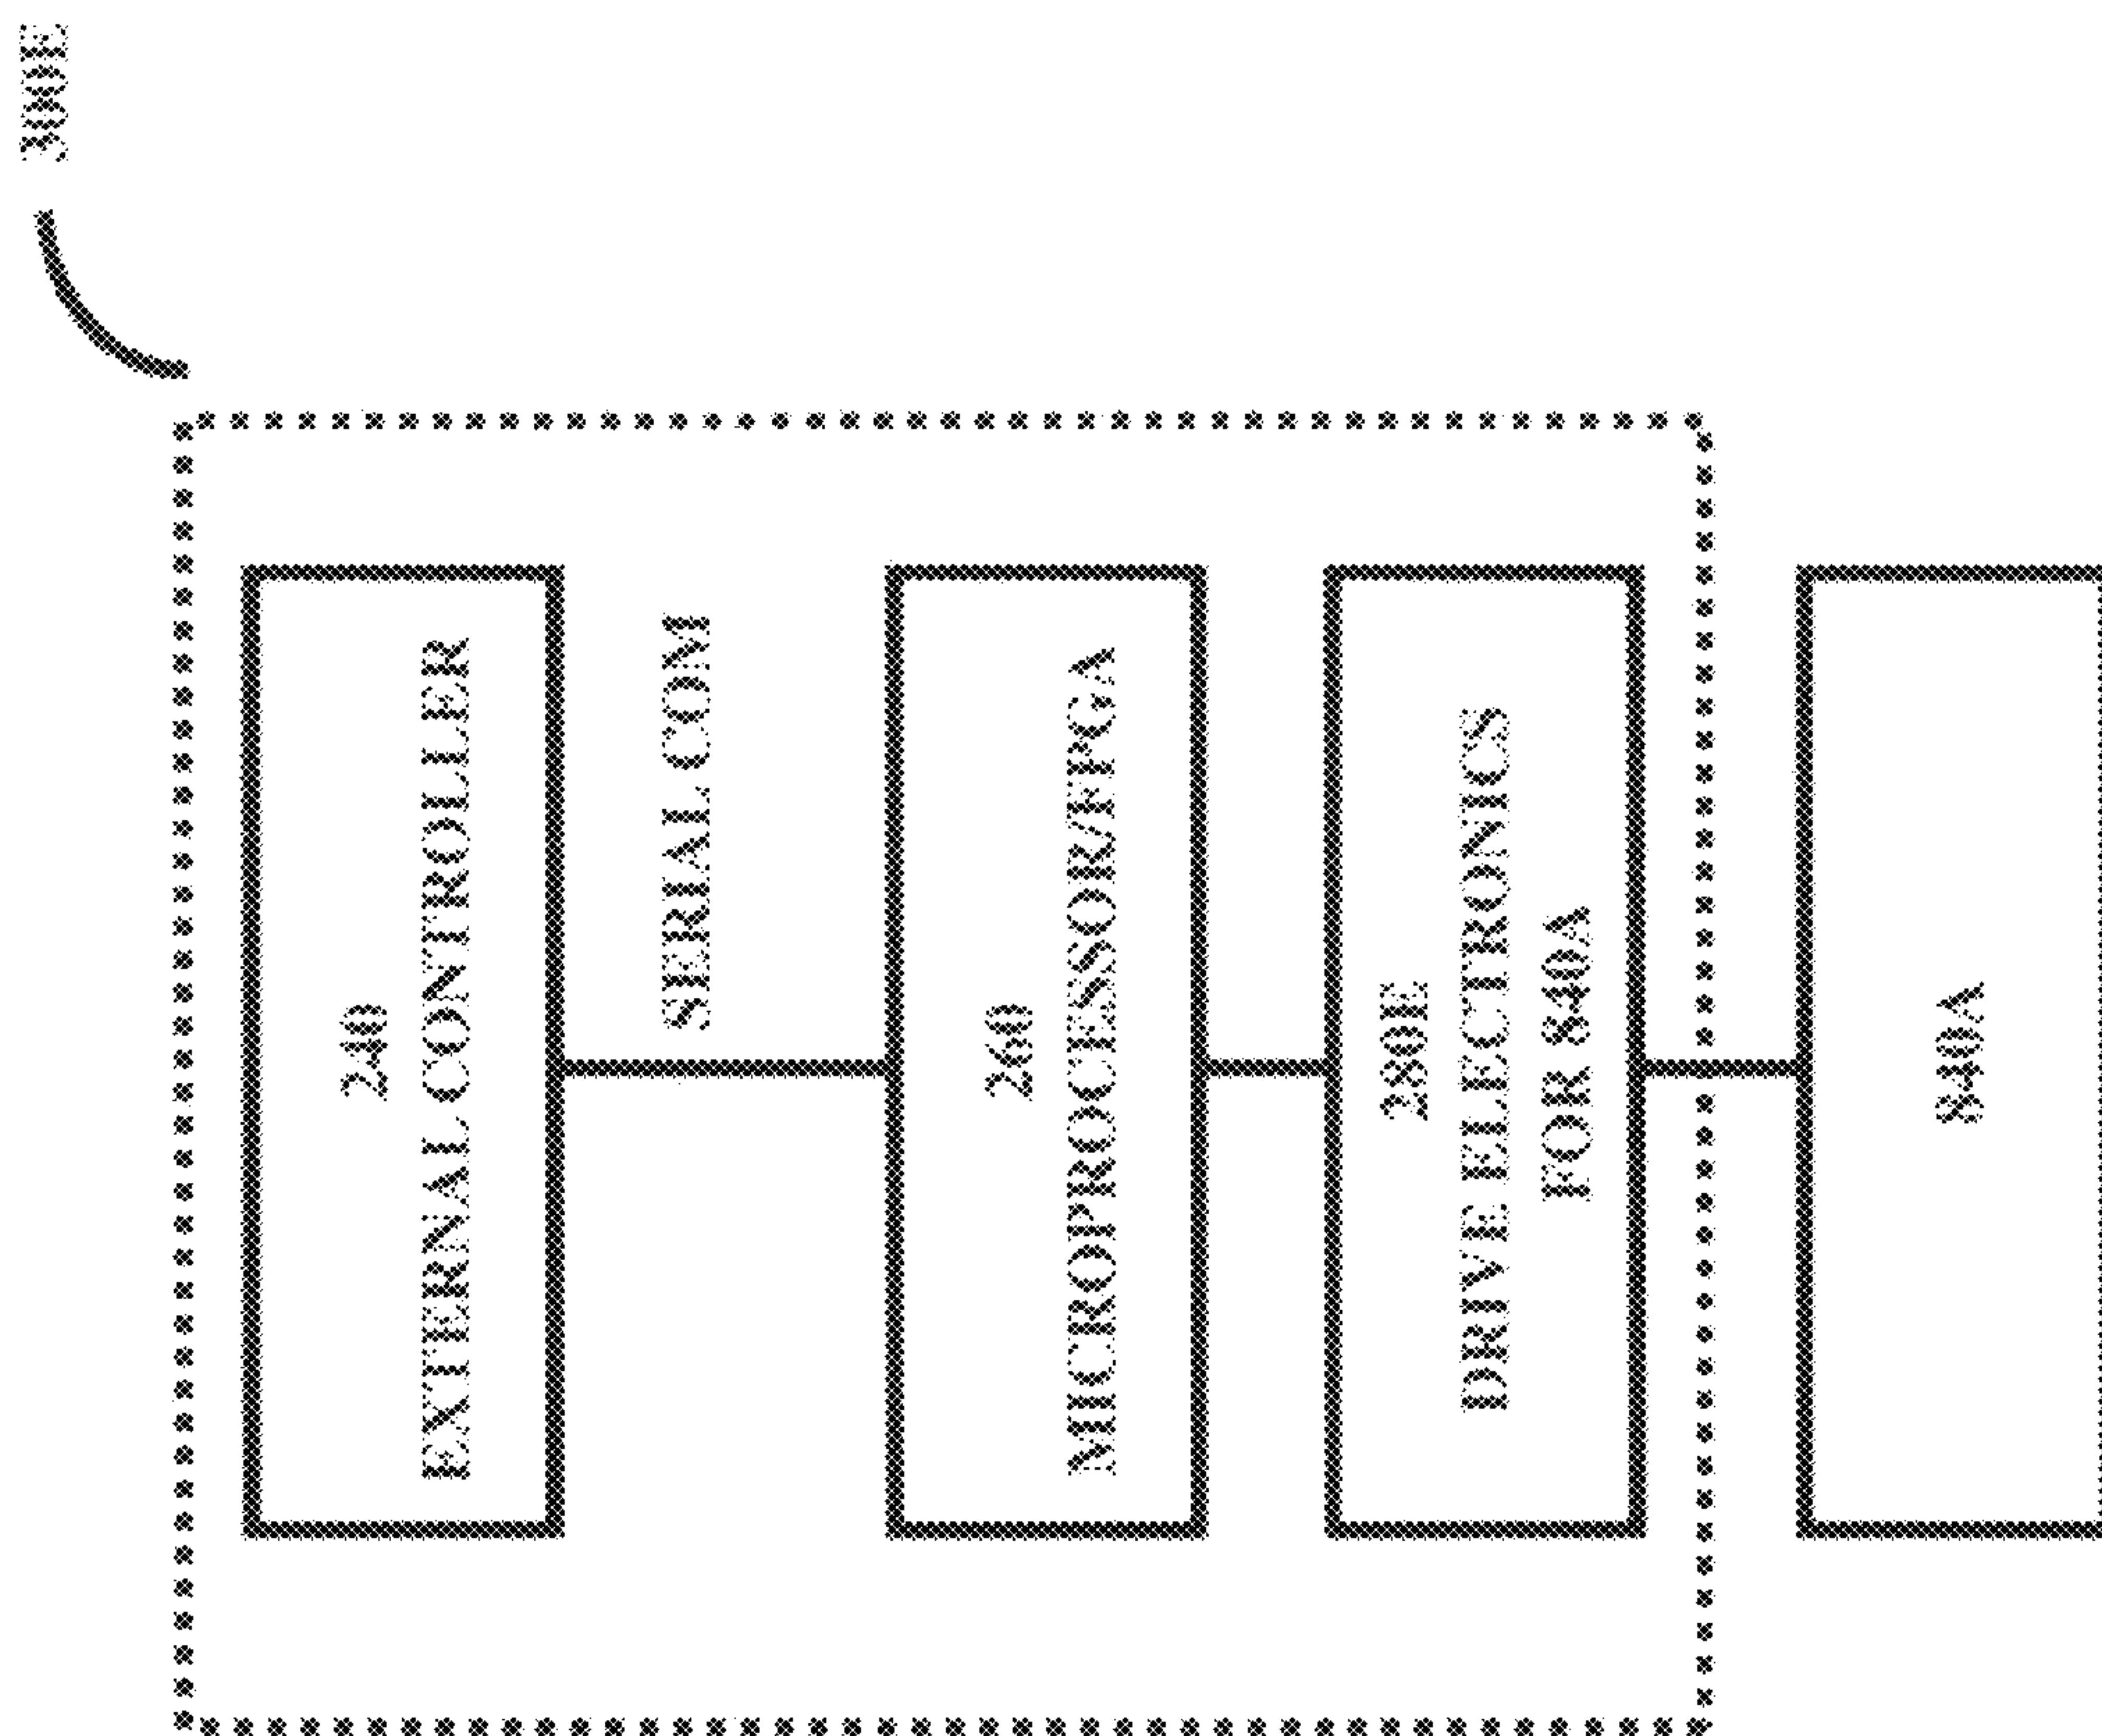 300E
240
EXTERNAL CONTROLLER
SERIAL COM
260
MICROPROCESSOR/FPGA
280E
DRIVE ELECTRONICS
FOR 840A
840A